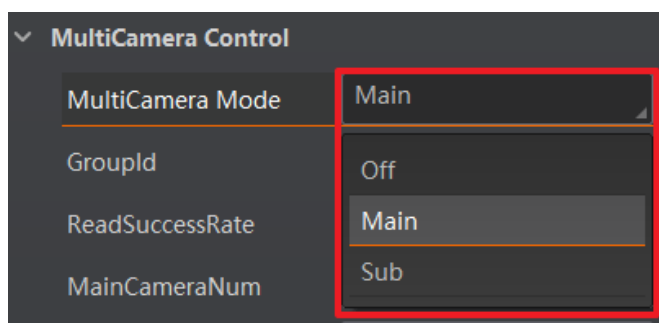 MultiCamera Control
MultiCamera Mode Main
GroupId Off
ReadSuccessRate Main
MainCameraNum Sub